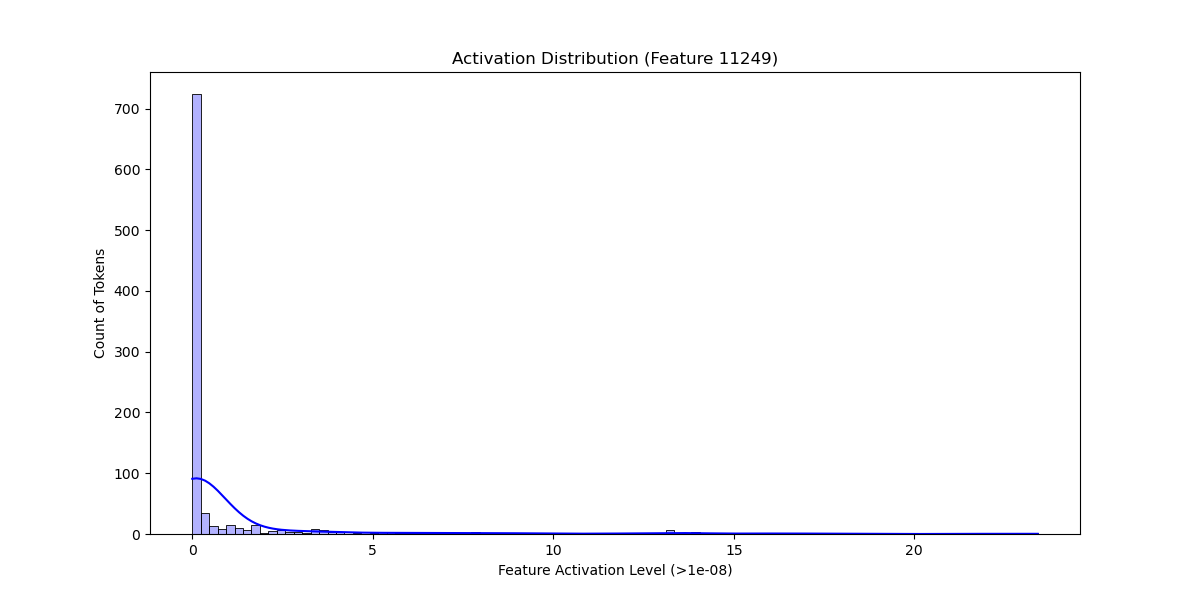 Activation Distribution (Feature 11249)
700
600
500
400
300
200
100
0
Count of Tokens
0 5 10 15 20
Feature Activation Level (>1e-08)